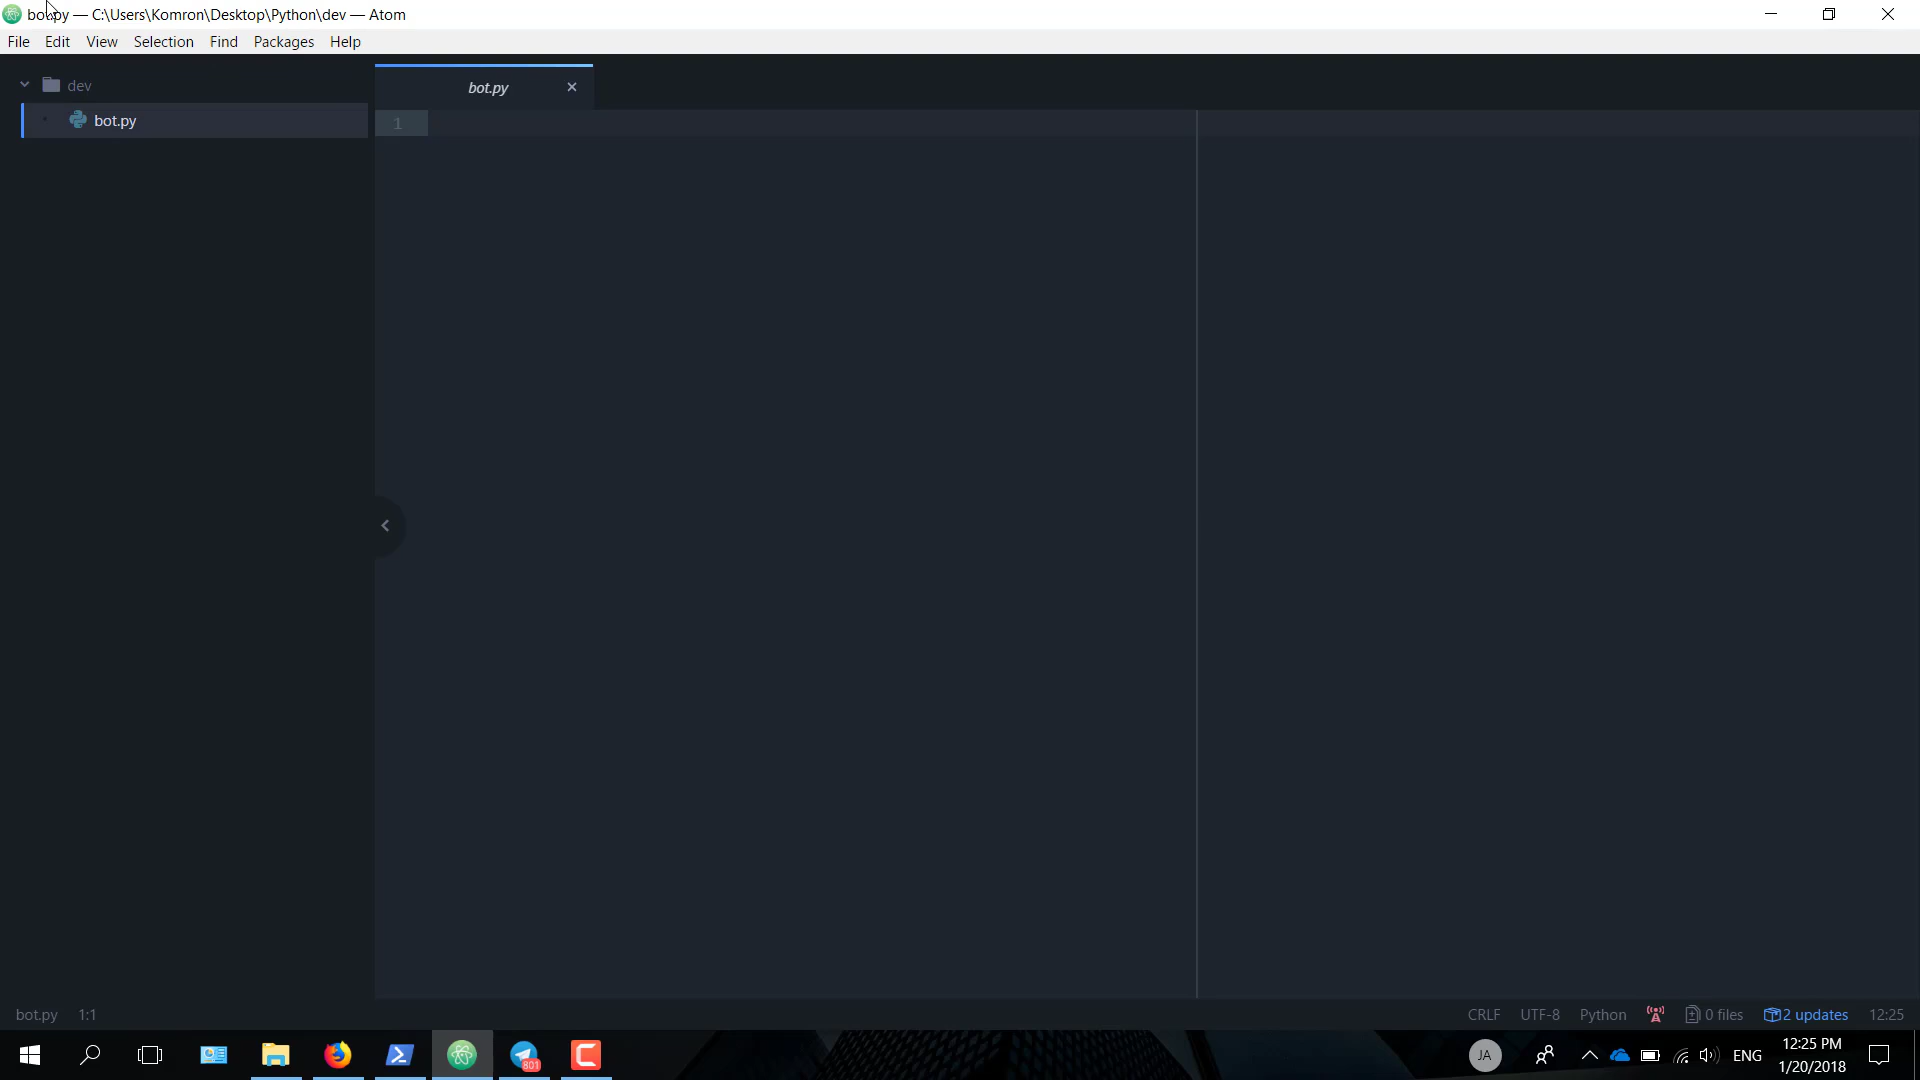 bot.py — C:\Users\Komron\Desktop\Python\dev — Atom
File Edit View Selection Find Packages Help
dev
bot.py
bot.py
1
bot.py 1:1
CRLF UTF-8 Python 0 files 2 updates 12:25
801
JA
ENG
12:25 PM
1/20/2018